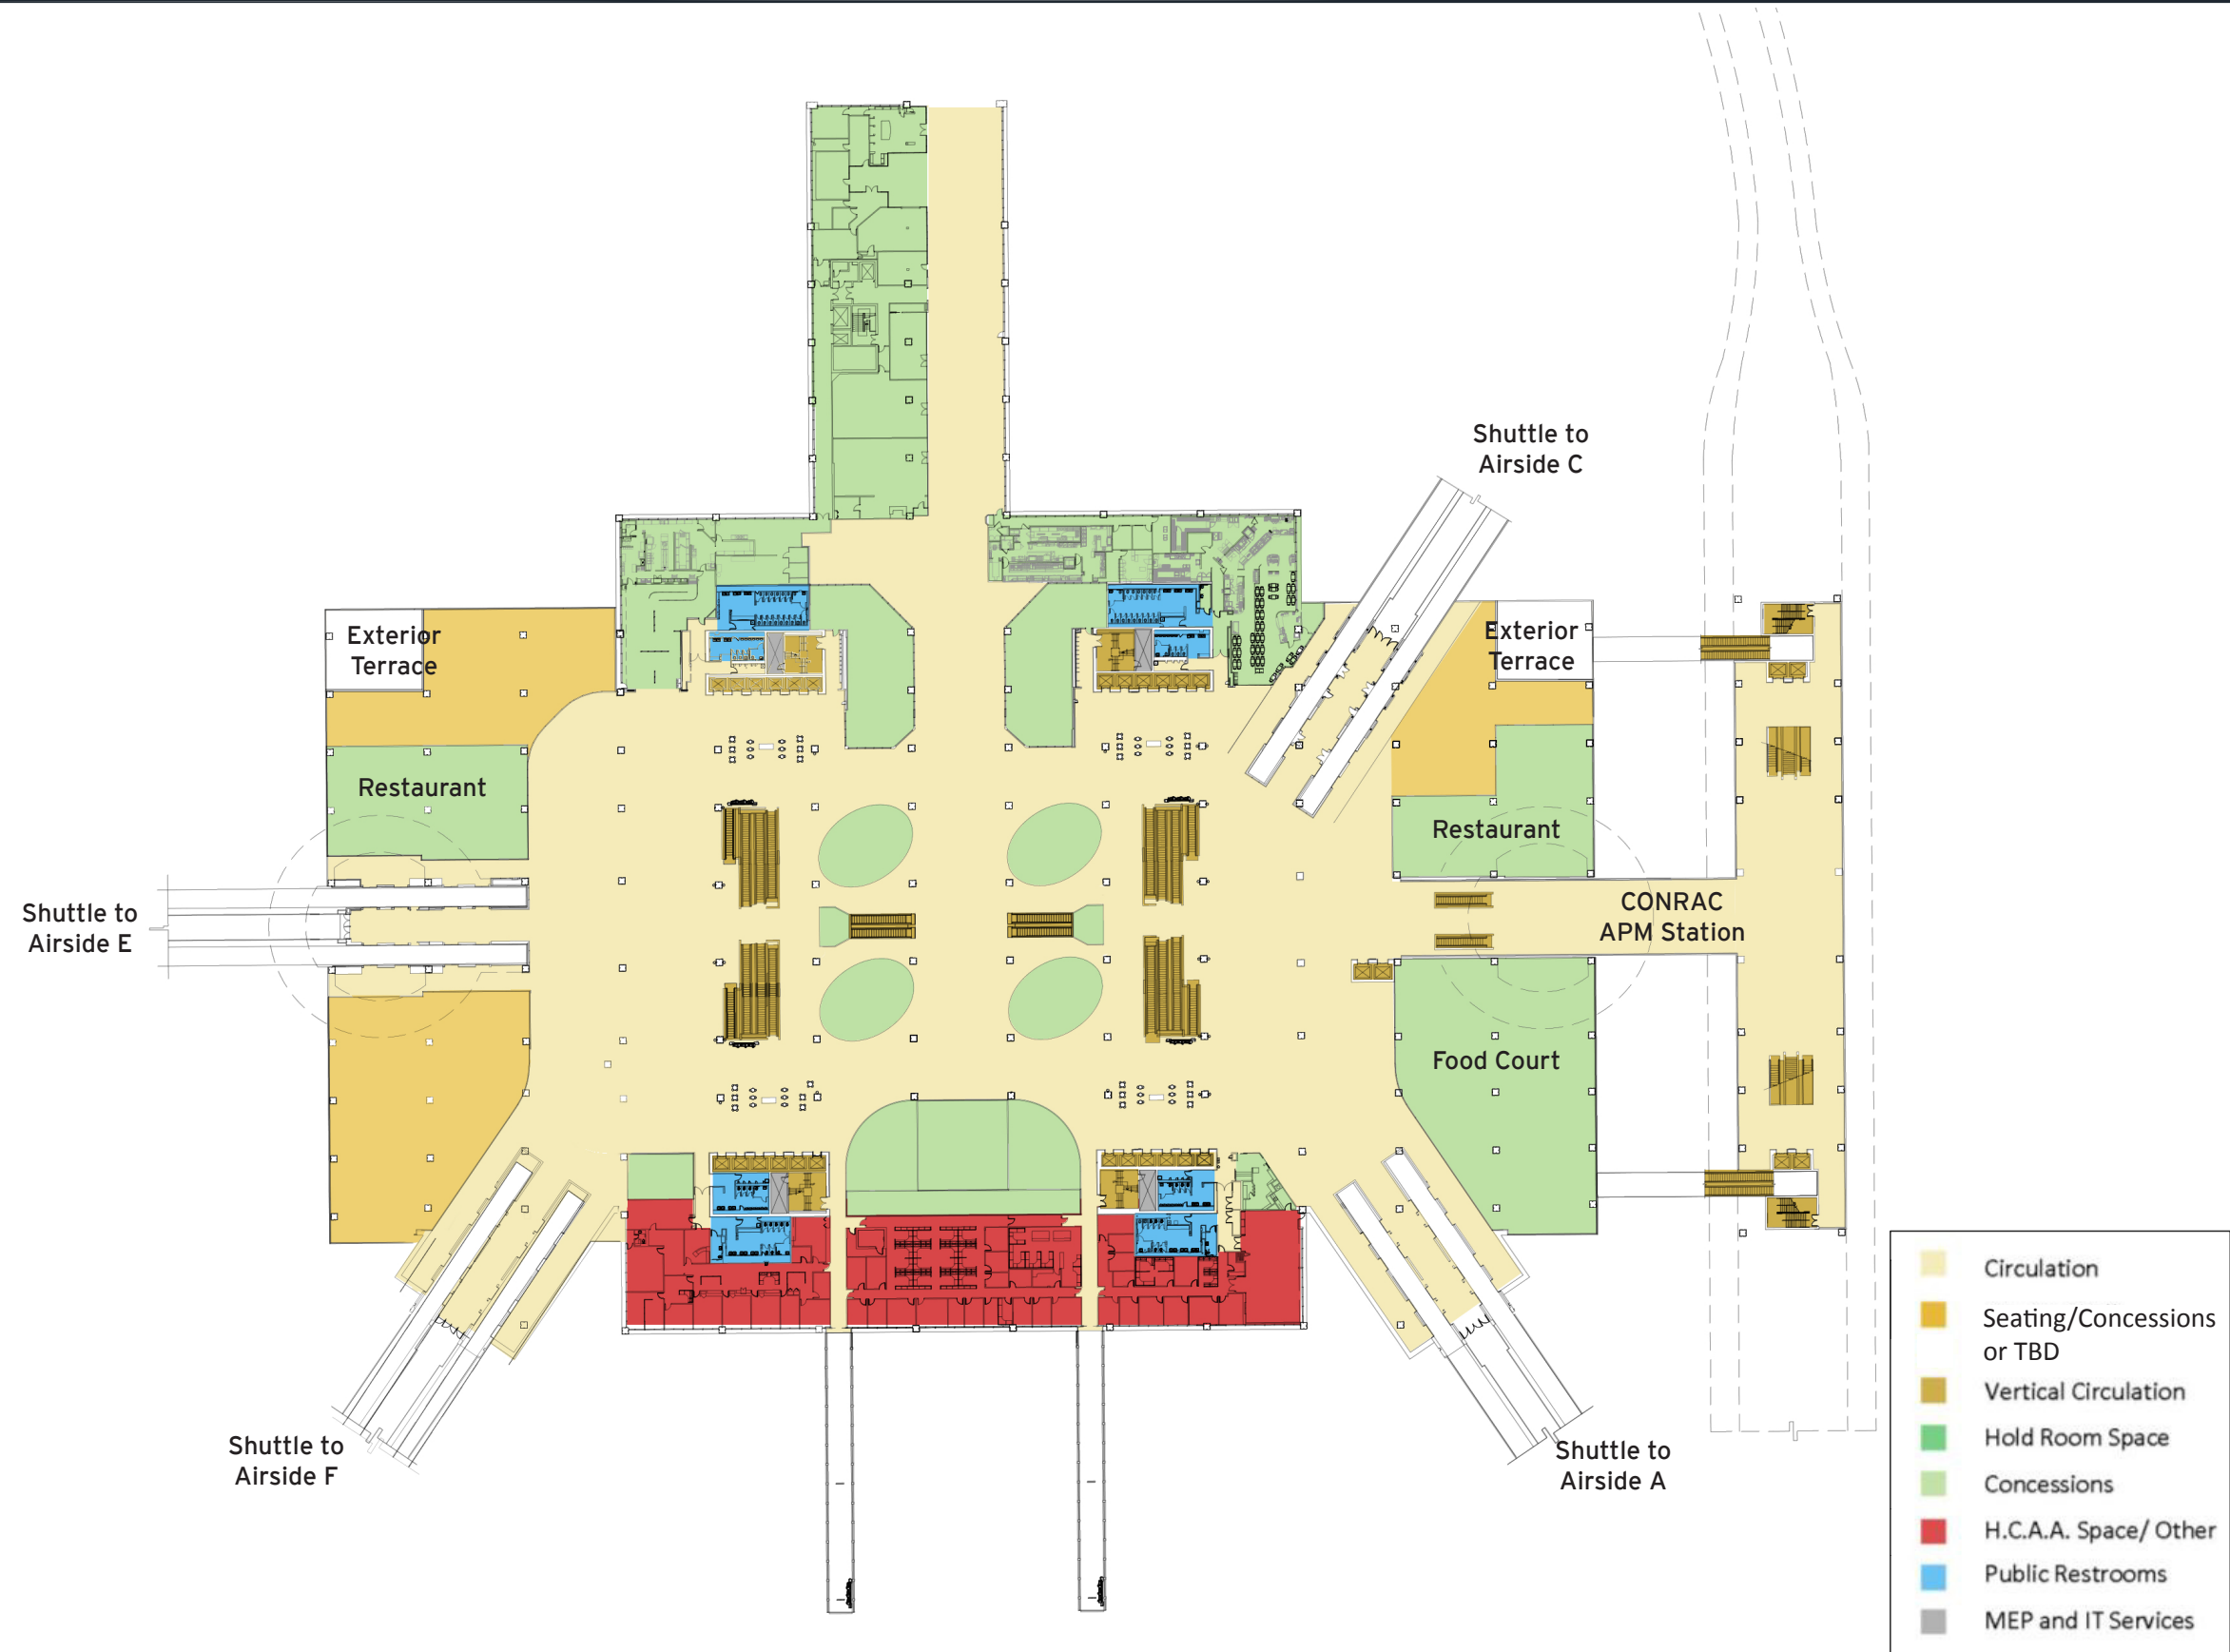 Shuttle to
Airside C
Exterior
Terrace
Exterior
Terrace
Restaurant
Restaurant
Shuttle to
Airside E
CONRAC
APM Station
Food Court
Shuttle to
Airside F
Shuttle to
Airside A
Circulation
Seating/Concessions
or TBD
Vertical Circulation
Hold Room Space
Concessions
H.C.A.A. Space/ Other
Public Restrooms
MEP and IT Services